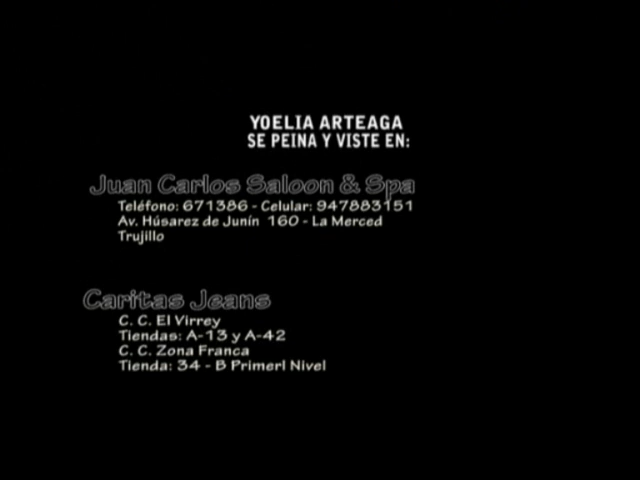 YOELIA ARTEAGA
SE PEINA Y VISTE EN:
Juan Carlos Saloon & Spa
Teléfono: 671386 - Celular: 947883151
Av. Húsarez de Junín 160 - La Merced
Trujillo
Caritas Jeans
C. C. El Virrey
Tiendas: A-13 y A-42
C. C. Zona Franca
Tienda: 34 - B Primerl Nivel